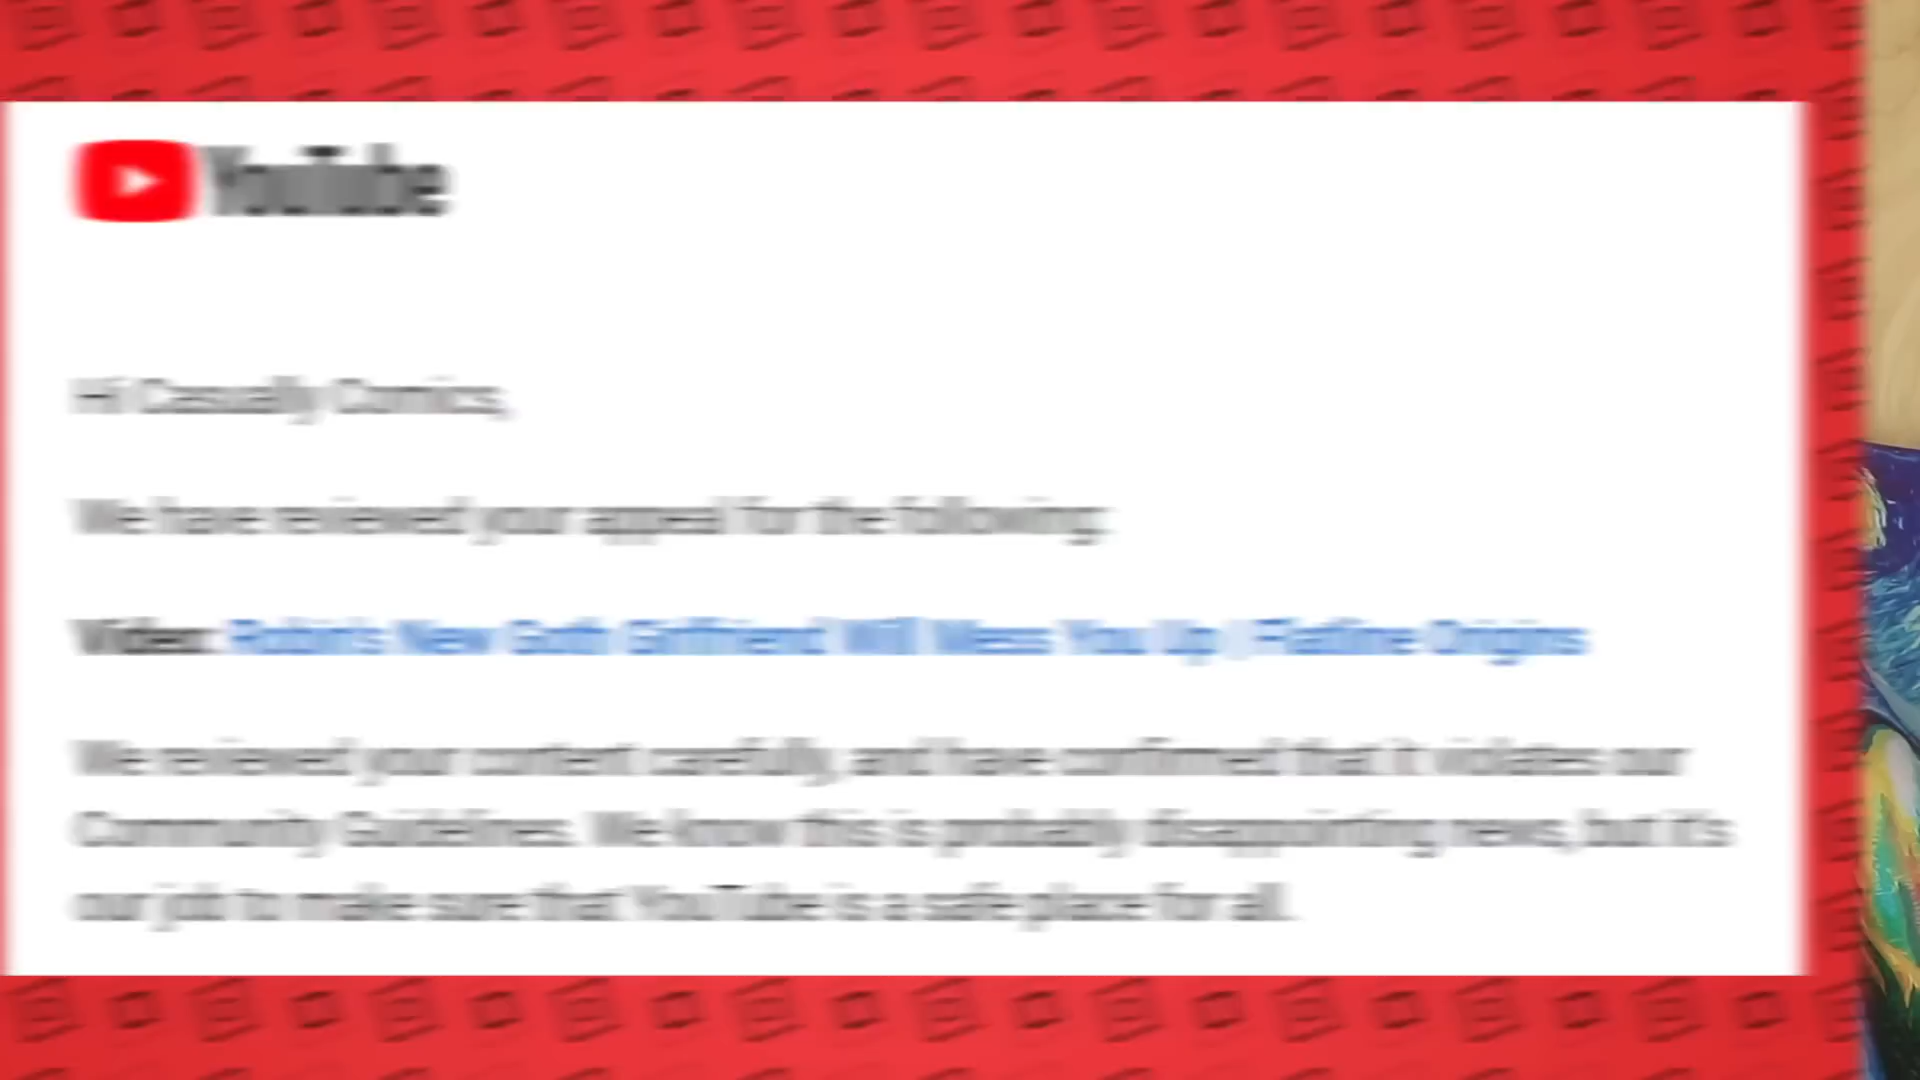 YouTube
Hi Casually Comics,
We have reviewed your appeal for the following:
Video: Robin's New Goth Girlfriend Will Mess You Up | Flatline Origins
We reviewed your content carefully, and have confirmed that it violates our
Community Guidelines. We know this is probably disappointing news, but it's
our job to make sure that YouTube is a safe place for all.